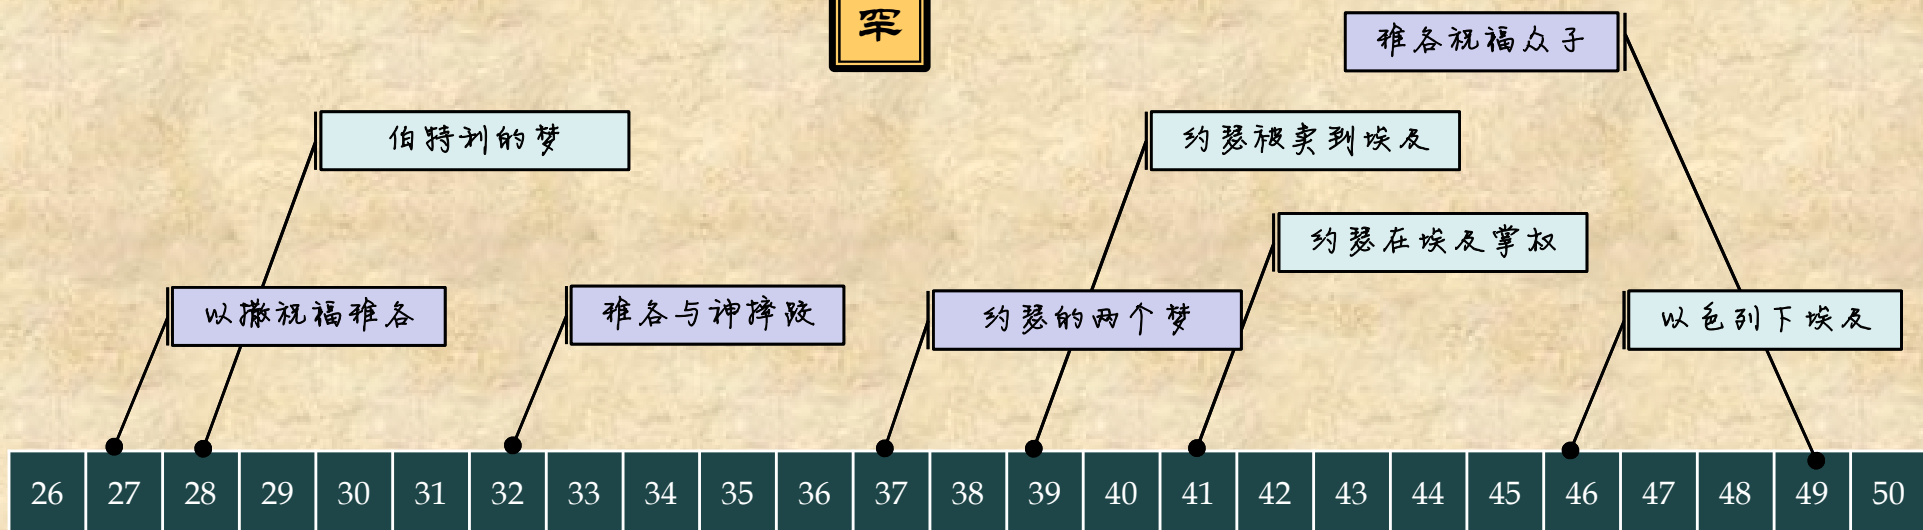 罕
雅各祝福众子
伯特利的梦
约瑟被卖到埃及
约瑟在埃及掌权
以撒祝福雅各
雅各与神摔跤
约瑟的两个梦
以色列下埃及
26 27 28 29 30 31 32 33 34 35 36 37 38 39 40 41 42 43 44 45 46 47 48 49 50